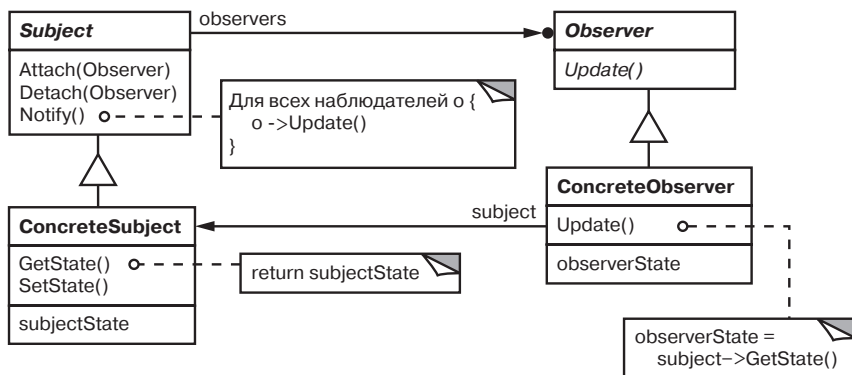 Subject
observers
Observer
Attach(Observer)
Detach(Observer)
Notify()
Для всех наблюдателей o {
o ->Update()
}
Update()
ConcreteSubject
subject
ConcreteObserver
GetState()
SetState()
return subjectState
Update()
subjectState
observerState
observerState =
subject->GetState()